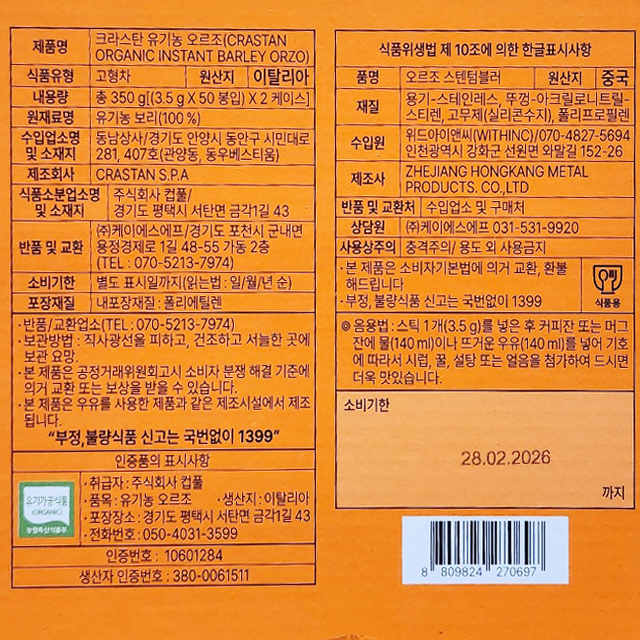 제품명 크라스탄 유기농 오르조(CRASTAN
ORGANIC INSTANT BARLEY ORZO)
식품유형 고형차 원산지 이탈리아
내용량 총 350 g[(3.5 g X 50 봉입) X 2 케이스]
원재료명 유기농 보리(100 %)
수입업소명 및 소재지 동남상사/경기도 안양시 동안구 시민대로
281, 407호(관양동, 동우베스티움)
제조회사 CRASTAN S.P.A
식품소분업소명 및 소재지 주식회사 컵풀/
경기도 평택시 서탄면 금각1길 43
반품 및 교환 ㈜케이에스에프/경기도 포천시 군내면
용정경제로 1길 48-55 가동 2층
(TEL : 070-5213-7974)
소비기한 별도 표시일까지(읽는법 : 일/월/년 순)
포장재질 내포장재질 : 폴리에틸렌
· 반품/교환업소(TEL : 070-5213-7974)
· 보관방법 : 직사광선을 피하고, 건조하고 서늘한 곳에
보관 요망.
· 본 제품은 공정거래위원회고시 소비자 분쟁 해결 기준에
의거 교환 또는 보상을 받을 수 있습니다.
· 본 제품은 우유를 사용한 제품과 같은 제조시설에서 제조
됩니다.
“부정,불량식품 신고는 국번없이 1399”
인증품의 표시사항
유기가공식품
(ORGANIC)
농림축산식품부
· 취급자 : 주식회사 컵풀
· 품목 : 유기농 오르조 · 생산지 : 이탈리아
· 포장장소 : 경기도 평택시 서탄면 금각1길 43
· 전화번호 : 050-4031-3599
인증번호 : 10601284
생산자 인증번호 : 380-0061511
식품위생법 제 10조에 의한 한글표시사항
품명 오르조 스텐텀블러 원산지 중국
재질 용기-스테인레스, 뚜껑-아크릴로니트릴-
스티렌, 고무제(실리콘수지), 폴리프로필렌
수입원 위드아이앤씨(WITHINC)/070-4827-5694
인천광역시 강화군 선원면 와말길 152-26
제조사 ZHEJIANG HONGKANG METAL
PRODUCTS. CO.,LTD
반품 및 교환처 수입업소 및 구매처
상담원 ㈜케이에스에프 031-531-9920
사용상주의 충격주의/ 용도 외 사용금지
· 본 제품은 소비자기본법에 의거 교환, 환불
해드립니다
· 부정, 불량식품 신고는 국번없이 1399
식품용
◎ 음용법 : 스틱 1개(3.5 g)를 넣은 후 커피잔 또는 머그
잔에 물(140 ml)이나 뜨거운 우유(140 ml)를 넣어 기호
에 따라서 시럽, 꿀, 설탕 또는 얼음을 첨가하여 드시면
더욱 맛있습니다.
소비기한
28.02.2026
까지
8 809824 270697